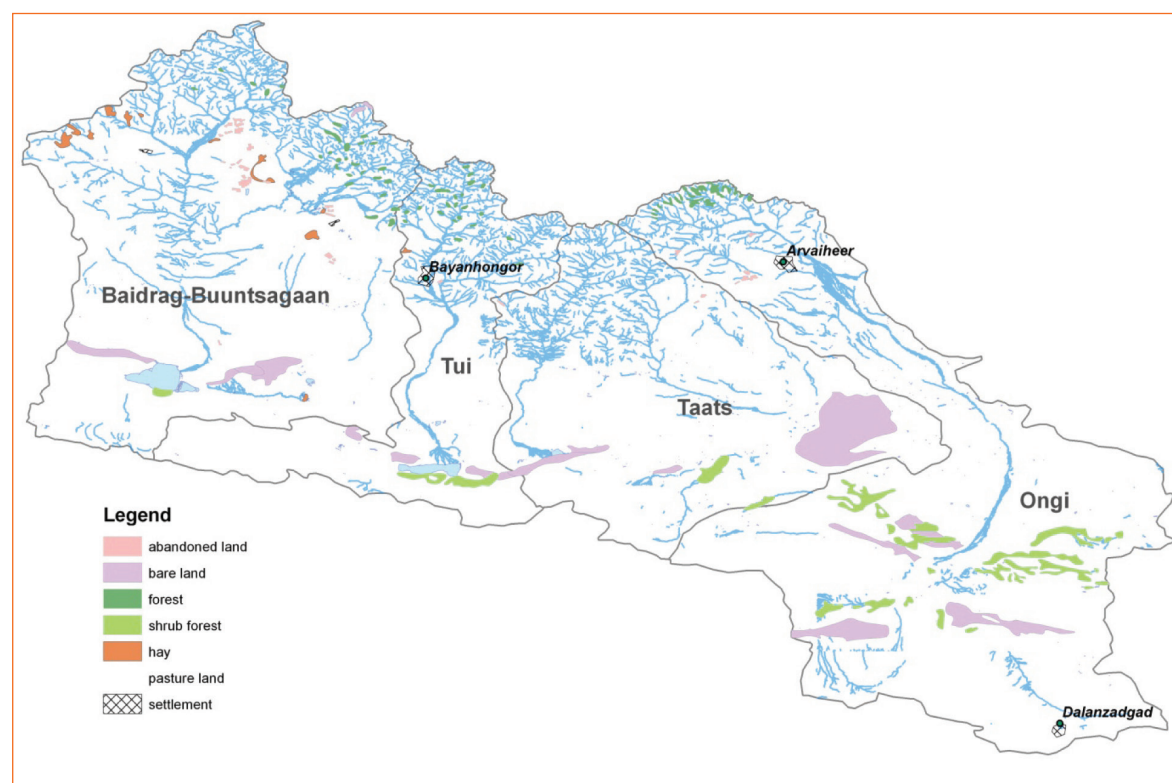 Arvaiheer
Bayanhongor
Baidrag-Buuntsagaan
Tui
Taats
Ongi
Legend
abandoned land
bare land
forest
shrub forest
hay
pasture land
settlement
Dalanzadgad